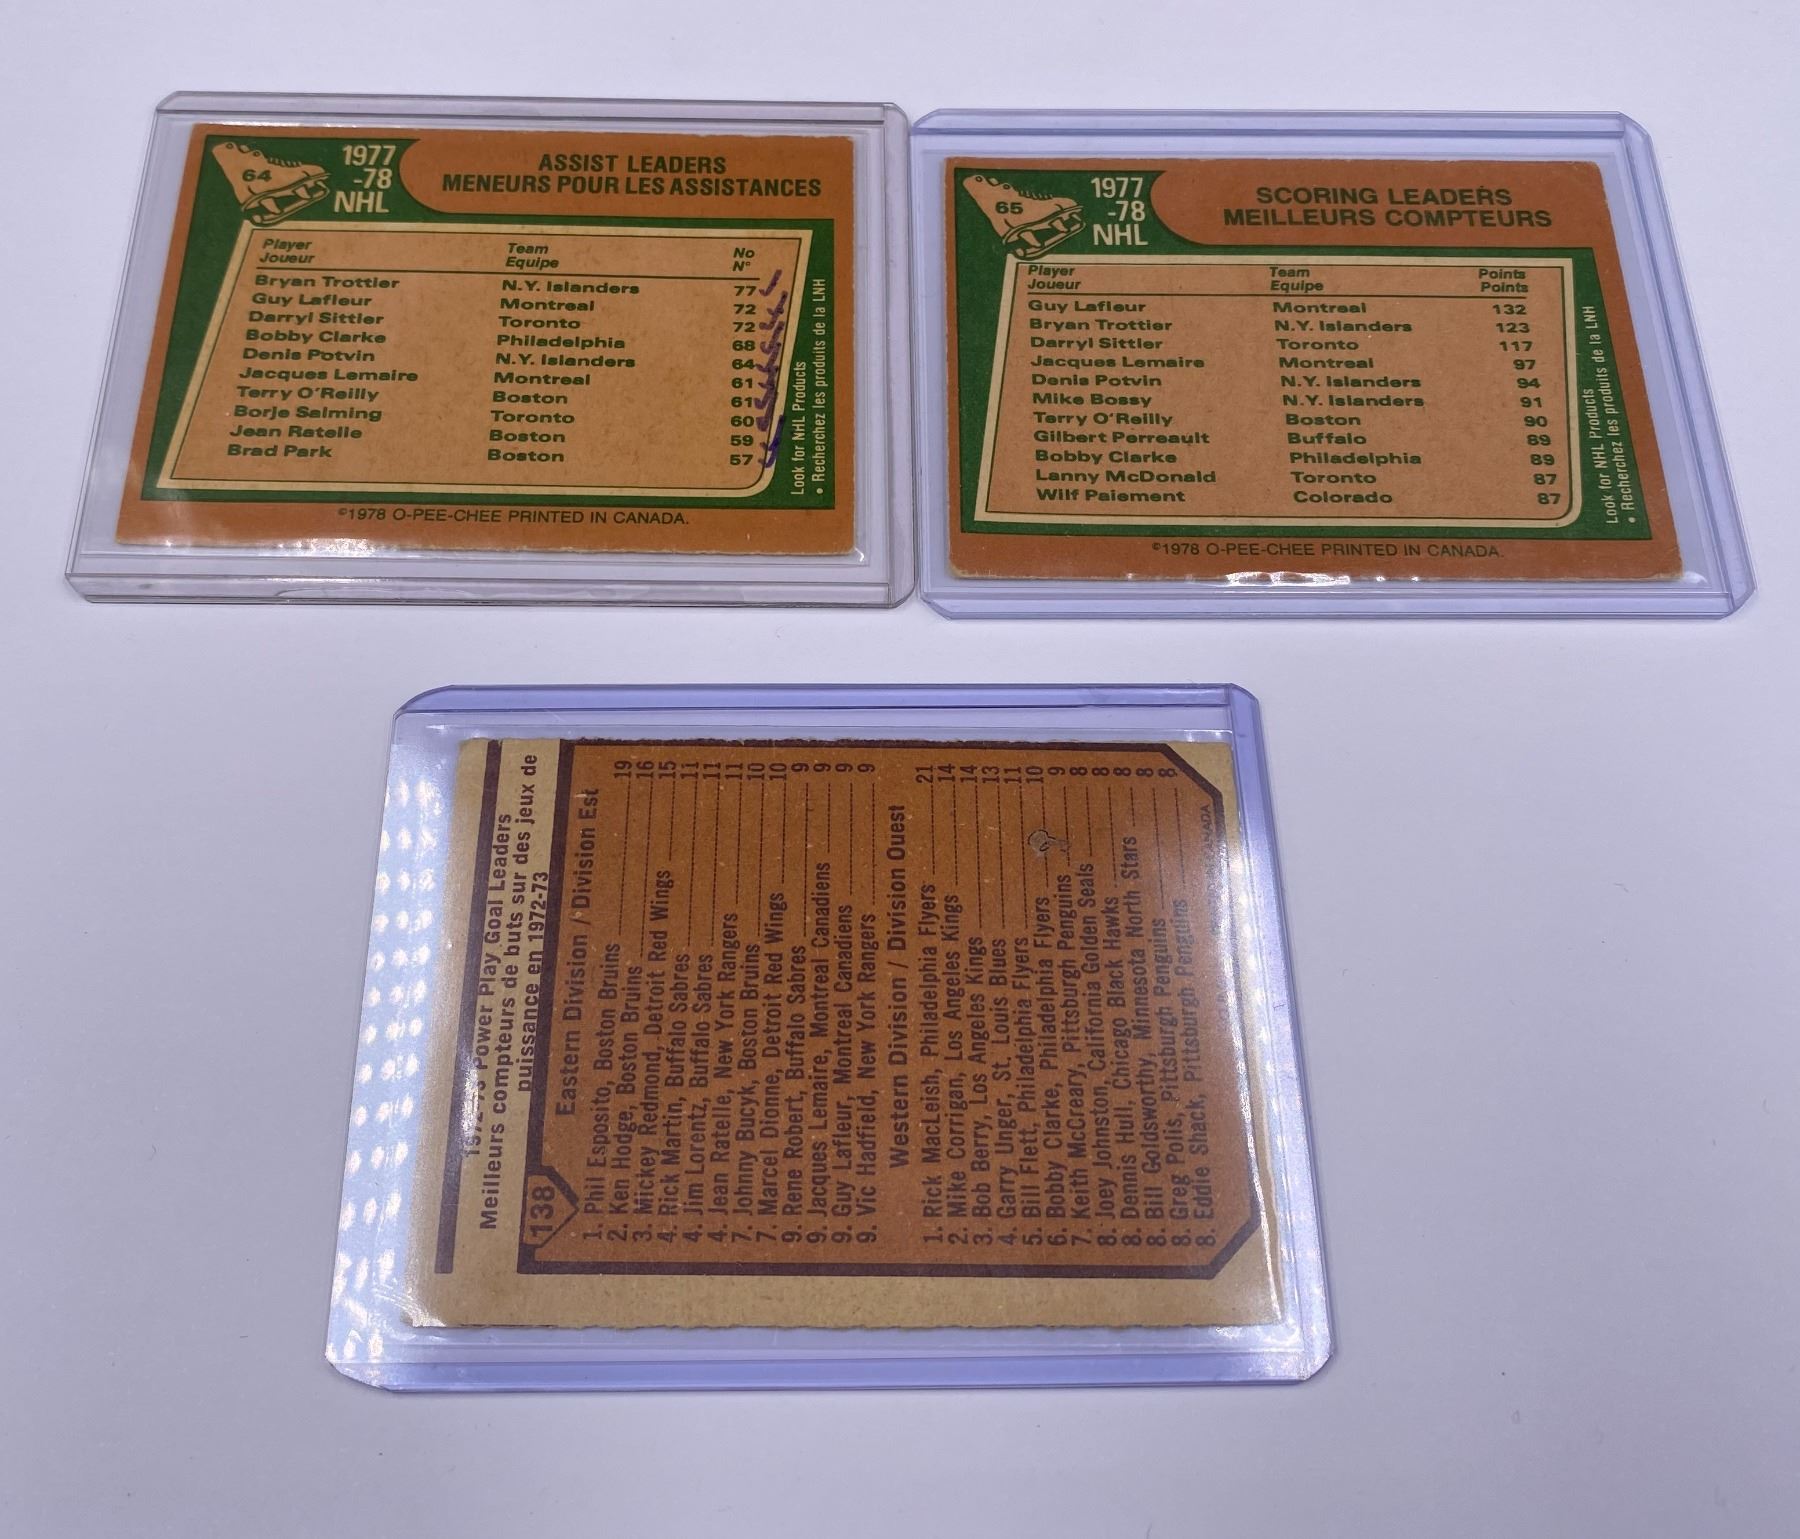 64
1977
-78
NHL
ASSIST LEADERS
MENEURS POUR LES ASSISTANCES
Player Team No
Joueur Equipe N°
Bryan Trottier N.Y. Islanders 77
Guy Lafleur Montreal 72
Darryl Sittler Toronto 72
Bobby Clarke Philadelphia 68
Denis Potvin N.Y. Islanders 64
Jacques Lemaire Montreal 61
Terry O'Reilly Boston 61
Borje Salming Toronto 60
Jean Ratelle Boston 59
Brad Park Boston 57
Look for NHL Products
• Recherchez les produits de la LNH
©1978 O-PEE-CHEE PRINTED IN CANADA.
65
1977
-78
NHL
SCORING LEADERS
MEILLEURS COMPTEURS
Player Team Points
Joueur Equipe Points
Guy Lafleur Montreal 132
Bryan Trottier N.Y. Islanders 123
Darryl Sittler Toronto 117
Jacques Lemaire Montreal 97
Denis Potvin N.Y. Islanders 94
Mike Bossy N.Y. Islanders 91
Terry O'Reilly Boston 90
Gilbert Perreault Buffalo 89
Bobby Clarke Philadelphia 89
Lanny McDonald Toronto 87
Wilf Paiement Colorado 87
Look for NHL Products
• Recherchez les produits de la LNH
©1978 O-PEE-CHEE PRINTED IN CANADA.
1972-73 Power Play Goal Leaders
Meilleurs compteurs de buts sur des jeux de
puissance en 1972-73
138
Eastern Division / Division Est
1. Phil Esposito, Boston Bruins 19
2. Ken Hodge, Boston Bruins 16
3. Mickey Redmond, Detroit Red Wings 15
4. Rick Martin, Buffalo Sabres 11
4. Jim Lorentz, Buffalo Sabres 11
4. Jean Ratelle, New York Rangers 11
7. Johnny Bucyk, Boston Bruins 10
7. Marcel Dionne, Detroit Red Wings 10
9. Rene Robert, Buffalo Sabres 9
9. Jacques Lemaire, Montreal Canadiens 9
9. Guy Lafleur, Montreal Canadiens 9
9. Vic Hadfield, New York Rangers 9
Western Division / Division Ouest
1. Rick MacLeish, Philadelphia Flyers 21
2. Mike Corrigan, Los Angeles Kings 14
3. Bob Berry, Los Angeles Kings 14
4. Garry Unger, St. Louis Blues 13
5. Bill Flett, Philadelphia Flyers 11
6. Bobby Clarke, Philadelphia Flyers 10
7. Keith McCreary, Pittsburgh Penguins 9
8. Joey Johnston, California Golden Seals 8
8. Dennis Hull, Chicago Black Hawks 8
8. Bill Goldsworthy, Minnesota North Stars 8
8. Greg Polis, Pittsburgh Penguins 8
8. Eddie Shack, Pittsburgh Penguins 8